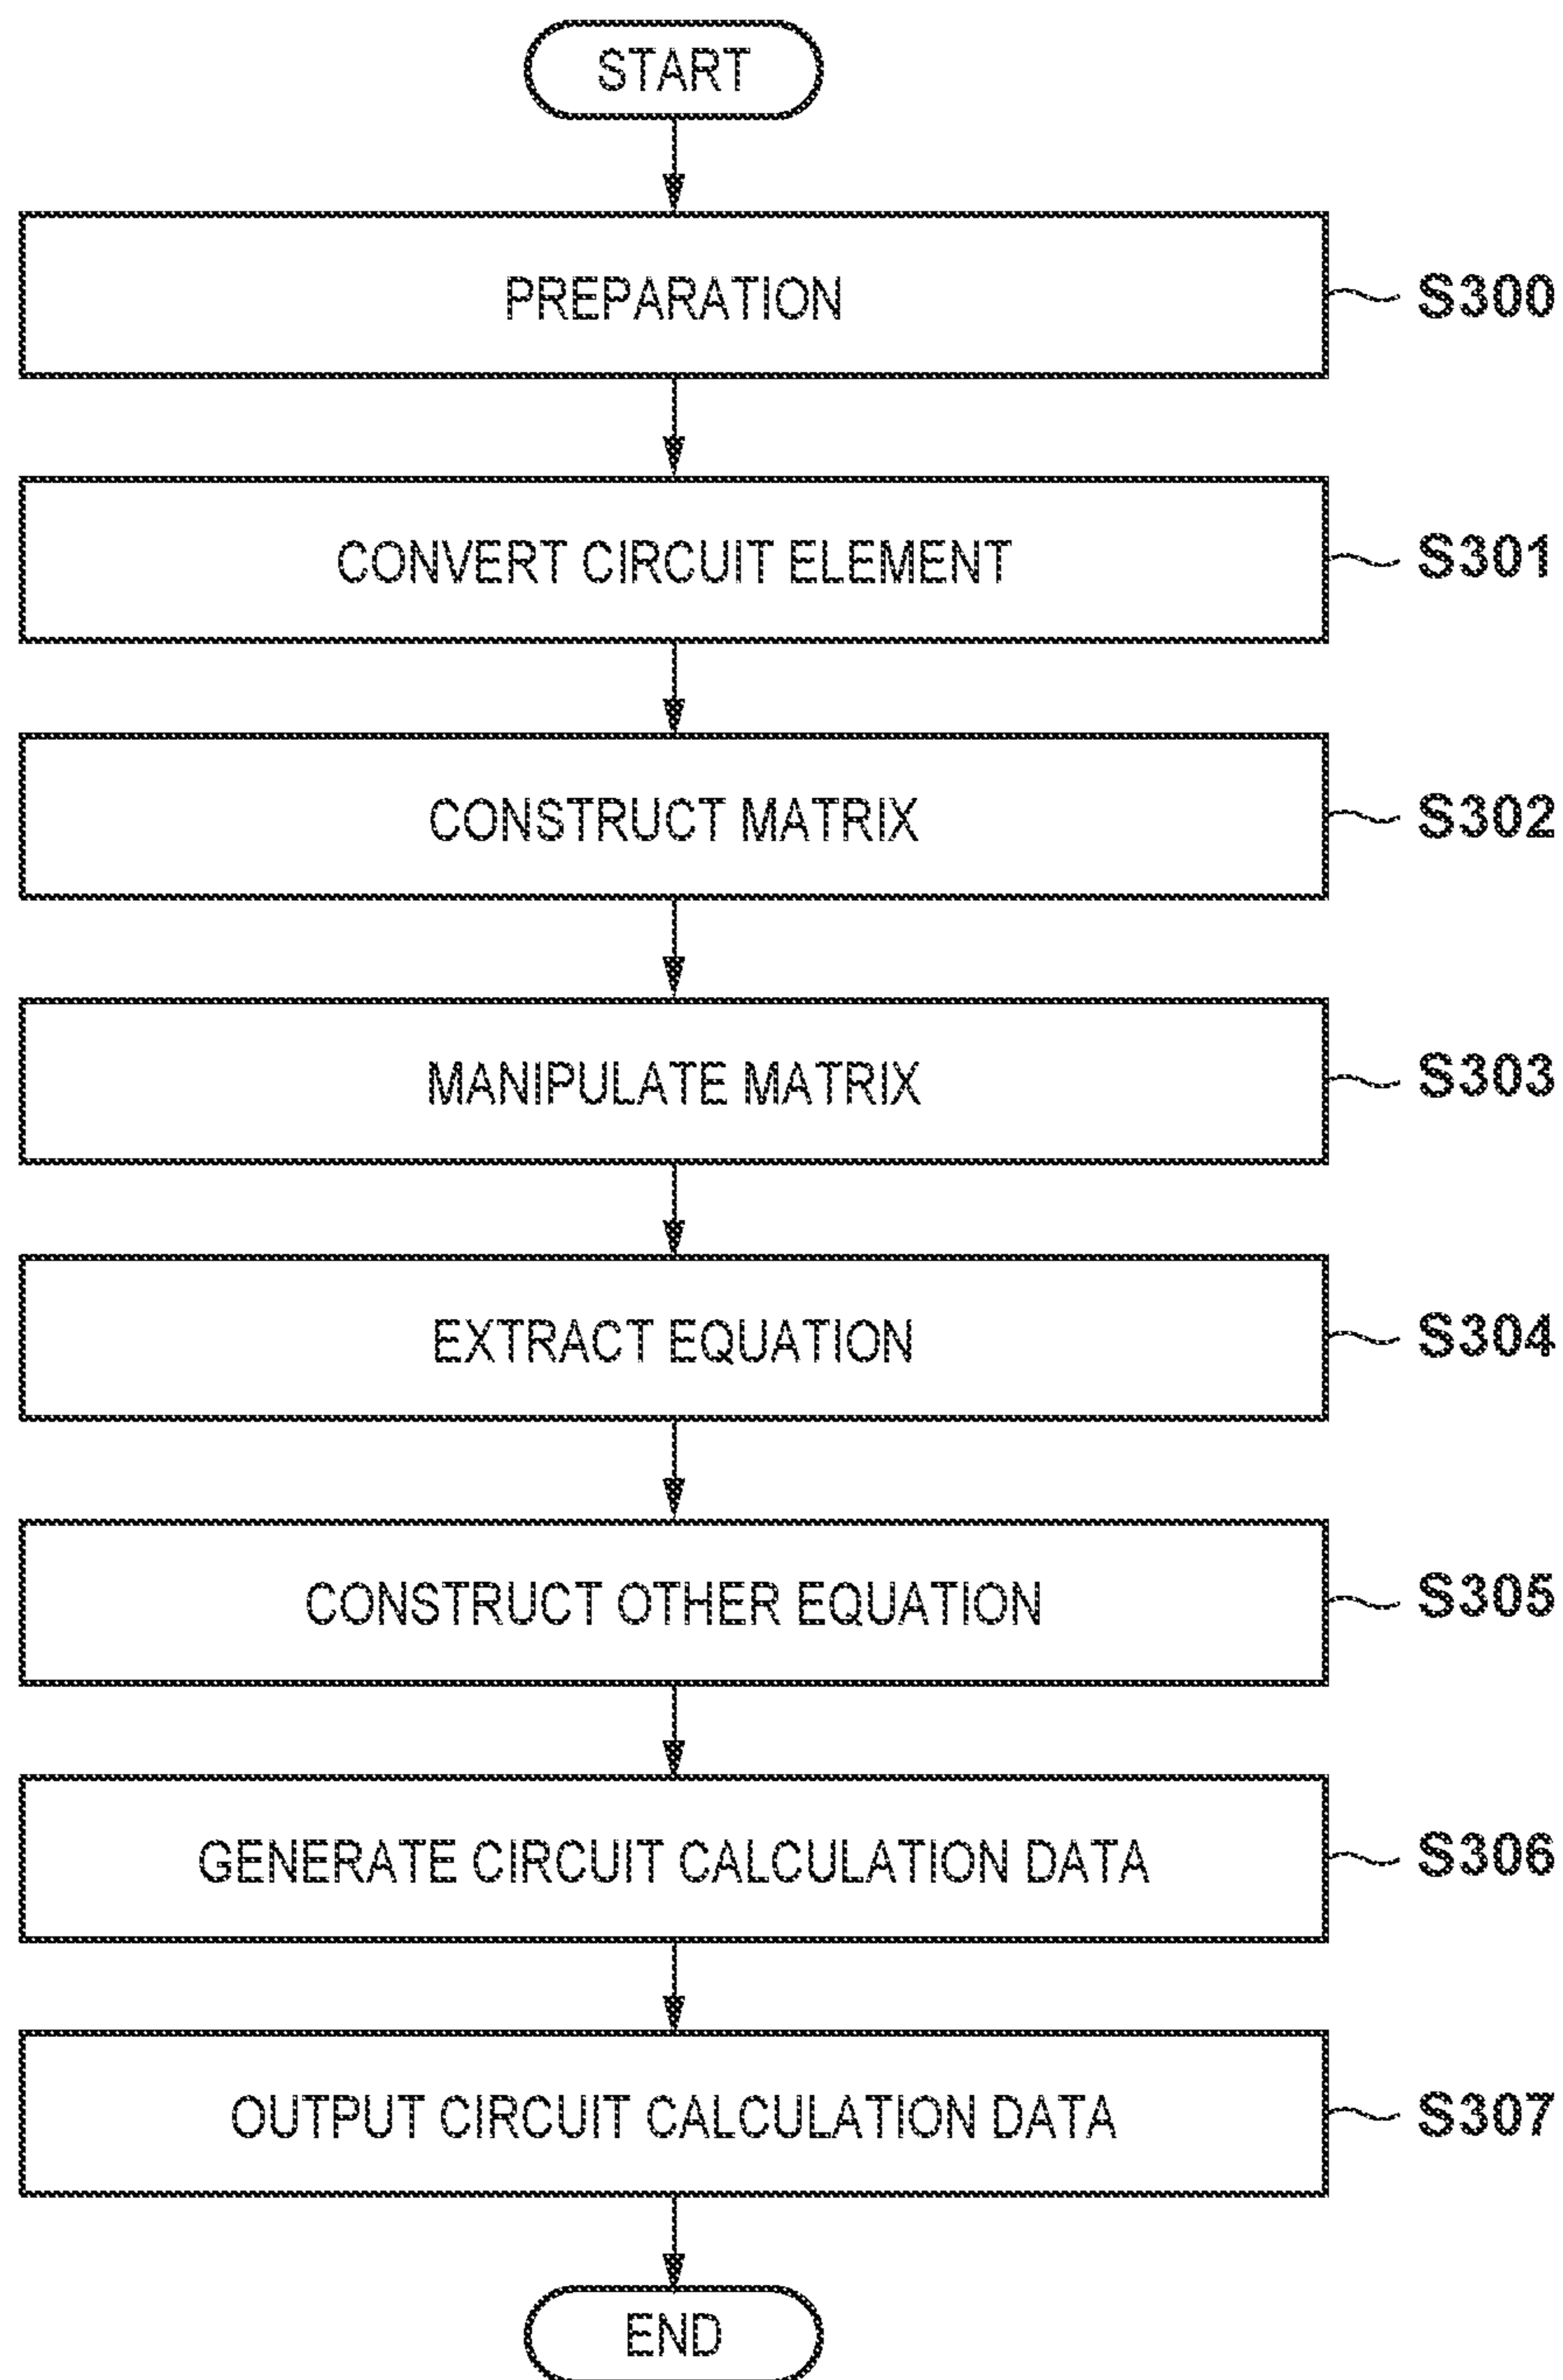 START
PREPARATION
S300
CONVERT CIRCUIT ELEMENT
S301
CONSTRUCT MATRIX
S302
MANIPULATE MATRIX
S303
EXTRACT EQUATION
S304
CONSTRUCT OTHER EQUATION
S305
GENERATE CIRCUIT CALCULATION DATA
S306
OUTPUT CIRCUIT CALCULATION DATA
S307
END